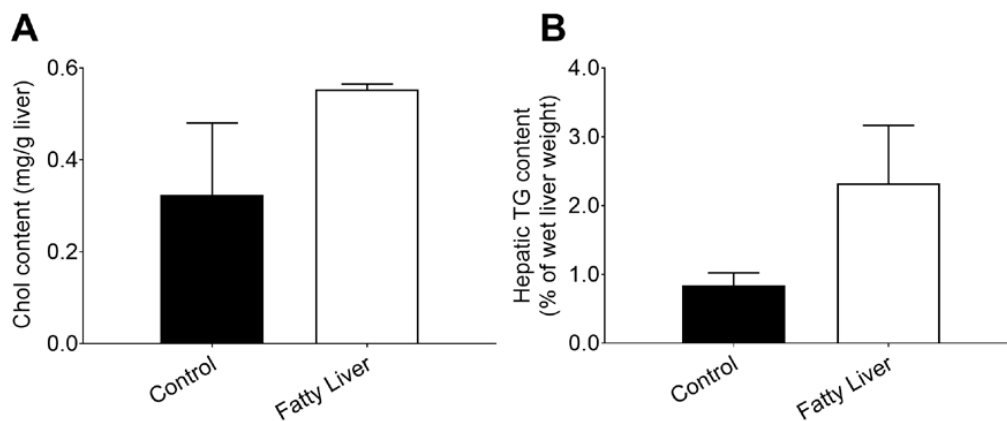 A
Chol content (mg/g liver)
0.6
0.4
0.2
0.0
Control
Fatty Liver
B
Hepatic TG content
(% of wet liver weight)
4.0
3.0
2.0
1.0
0.0
Control
Fatty Liver